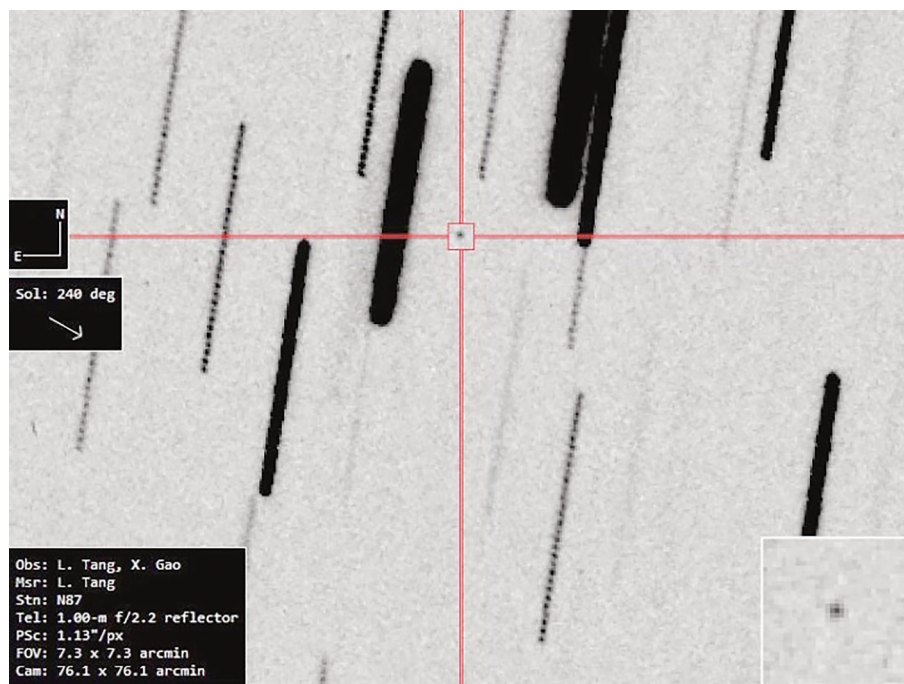 N
E
Sol: 240 deg
Obs: L. Tang, X. Gao
Msr: L. Tang
Stn: N87
Tel: 1.00-m f/2.2 reflector
PSc: 1.13"/px
FOV: 7.3 x 7.3 arcmin
Cam: 76.1 x 76.1 arcmin